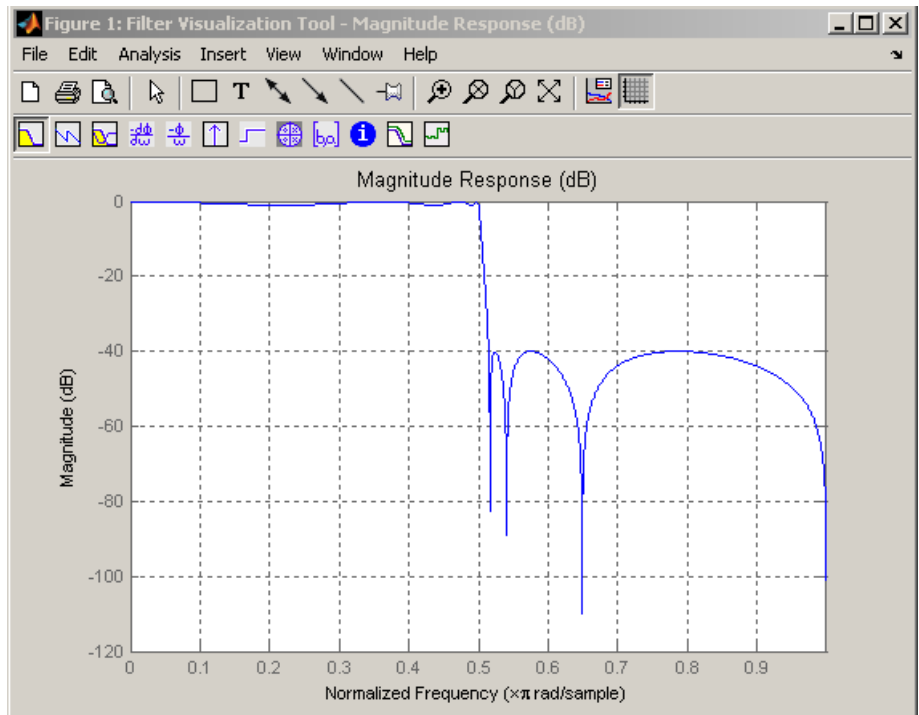 Figure 1: Filter Visualization Tool - Magnitude Response (dB)
File Edit Analysis Insert View Window Help
T
[b,a] i
Magnitude Response (dB)
0
-20
-40
-60
-80
-100
-120
Magnitude (dB)
0 0.1 0.2 0.3 0.4 0.5 0.6 0.7 0.8 0.9
Normalized Frequency (×π rad/sample)